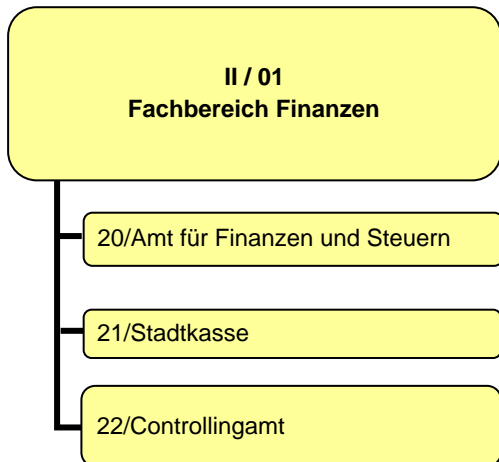 II / 01
Fachbereich Finanzen
20/Amt für Finanzen und Steuern
21/Stadtkasse
22/Controllingamt